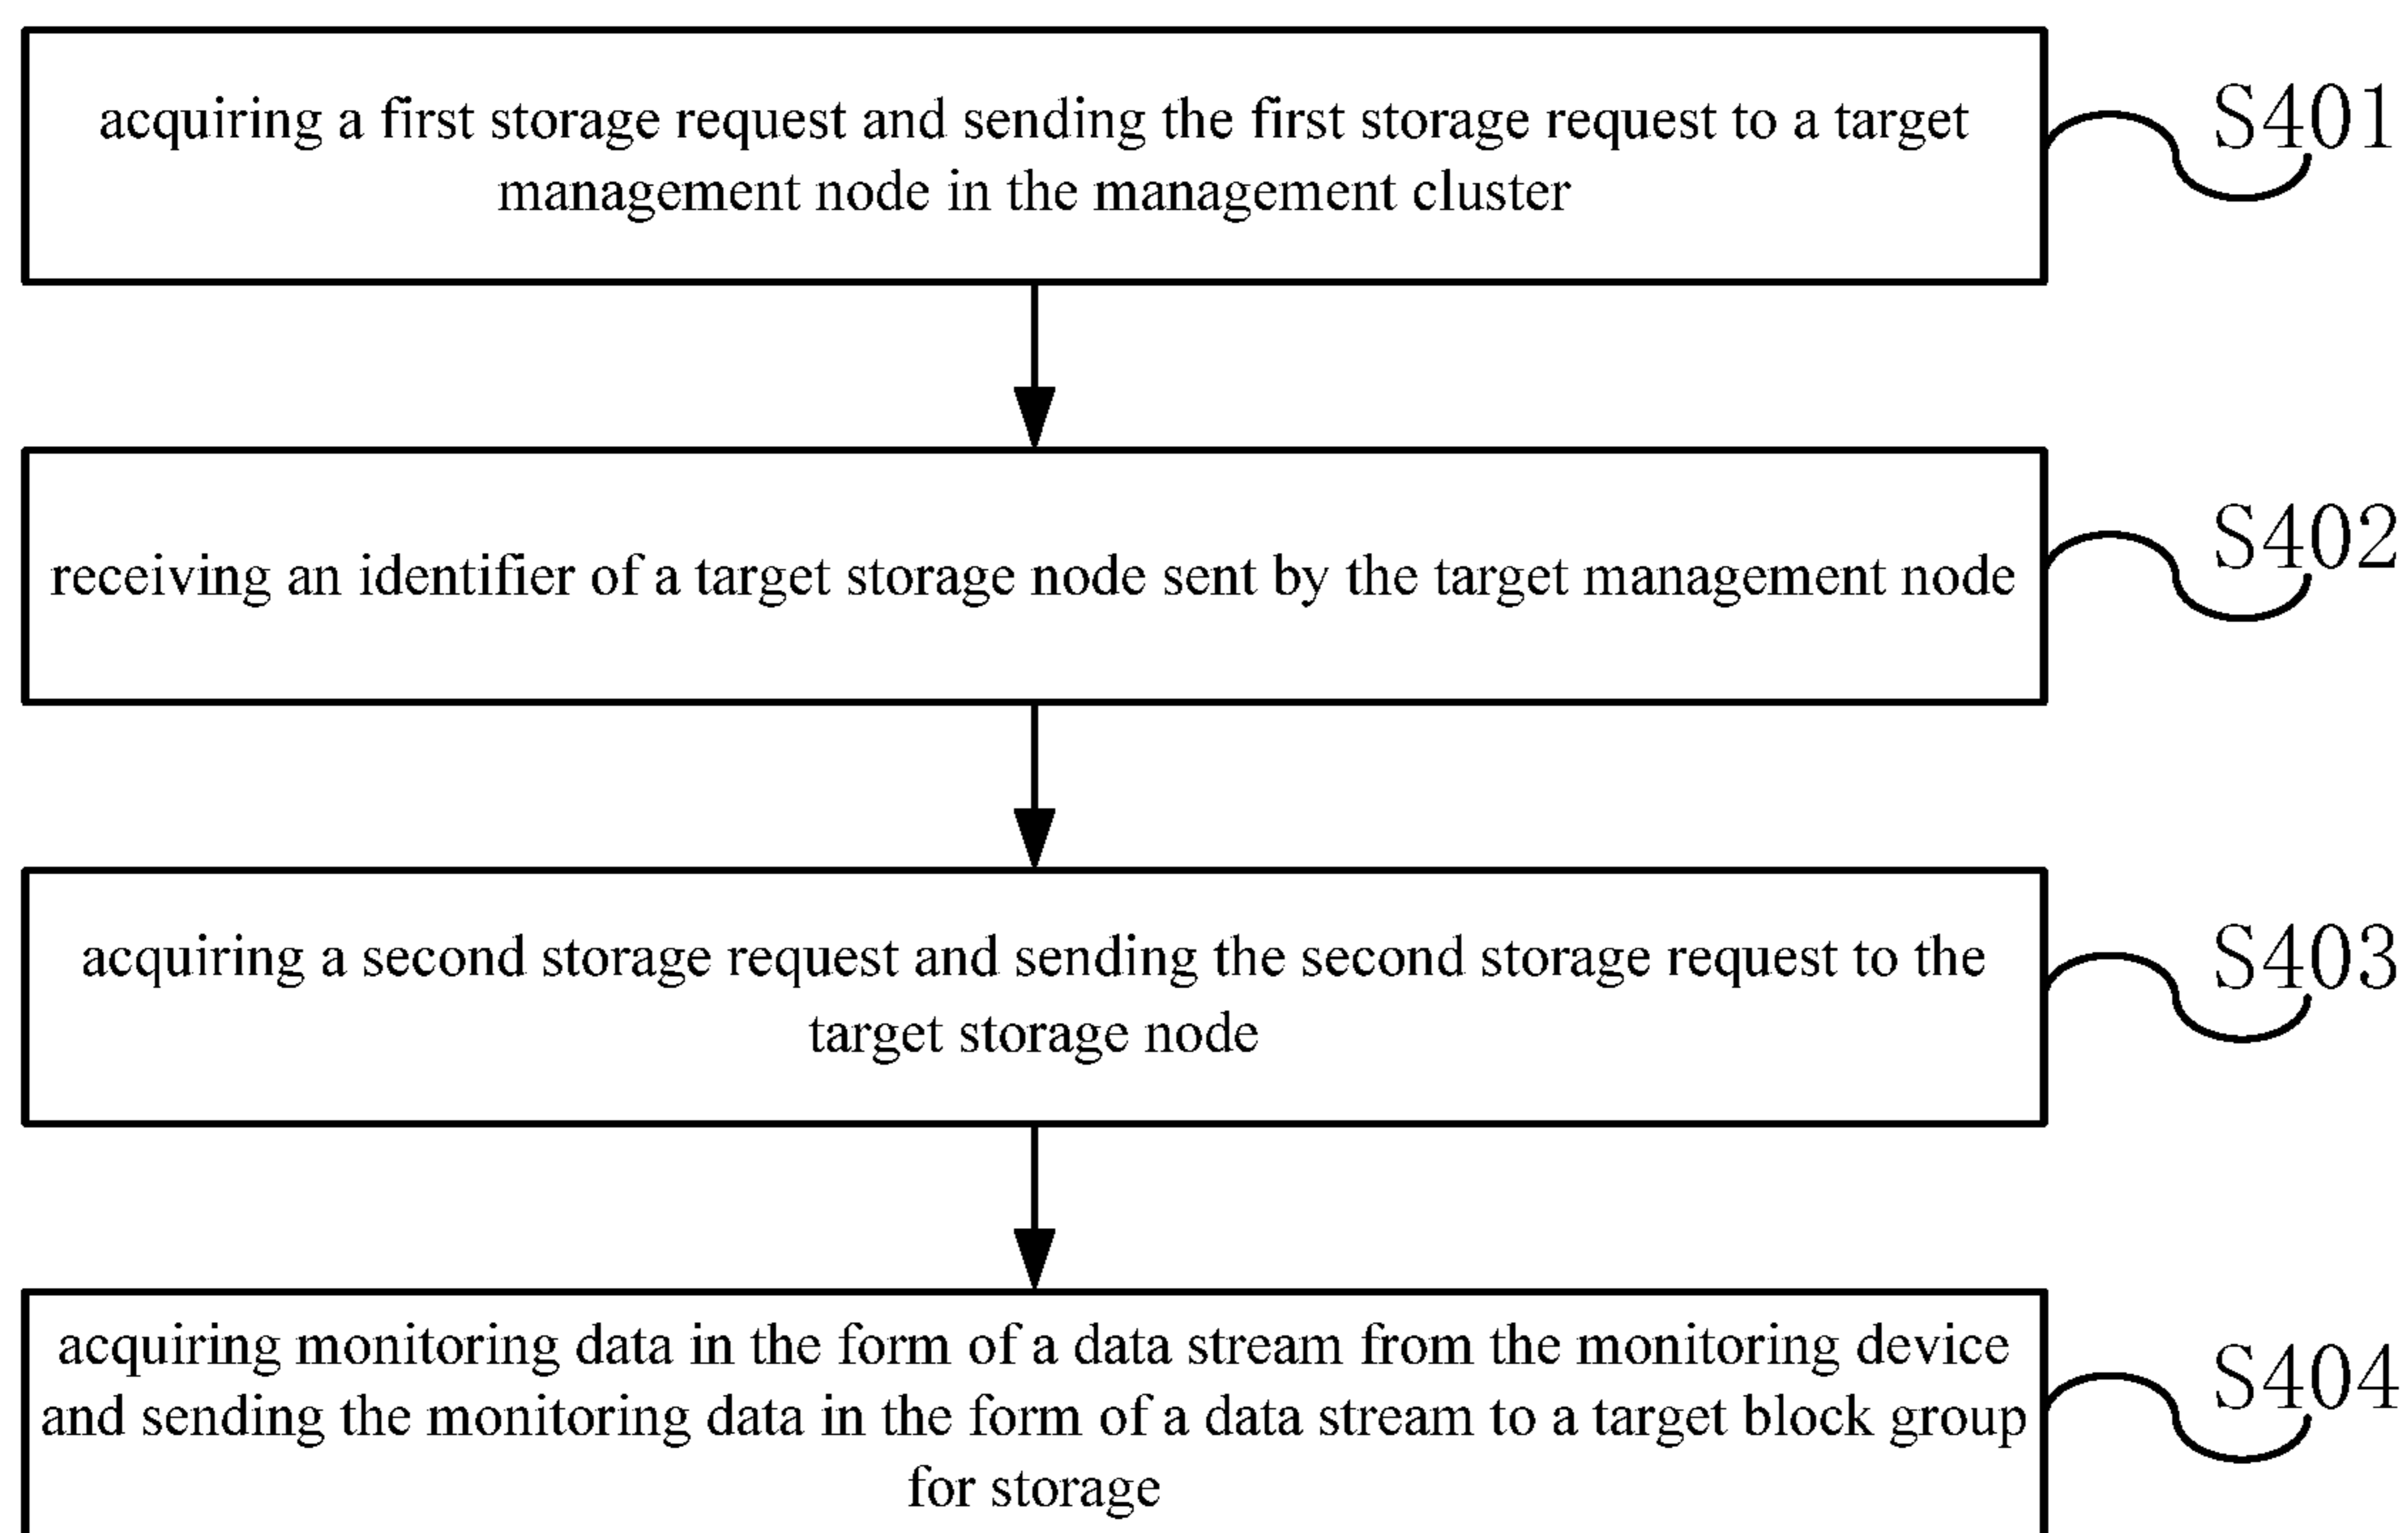 acquiring a first storage request and sending the first storage request to a target
management node in the management cluster
S401
receiving an identifier of a target storage node sent by the target management node
S402
acquiring a second storage request and sending the second storage request to the
target storage node
S403
acquiring monitoring data in the form of a data stream from the monitoring device
and sending the monitoring data in the form of a data stream to a target block group
for storage
S404